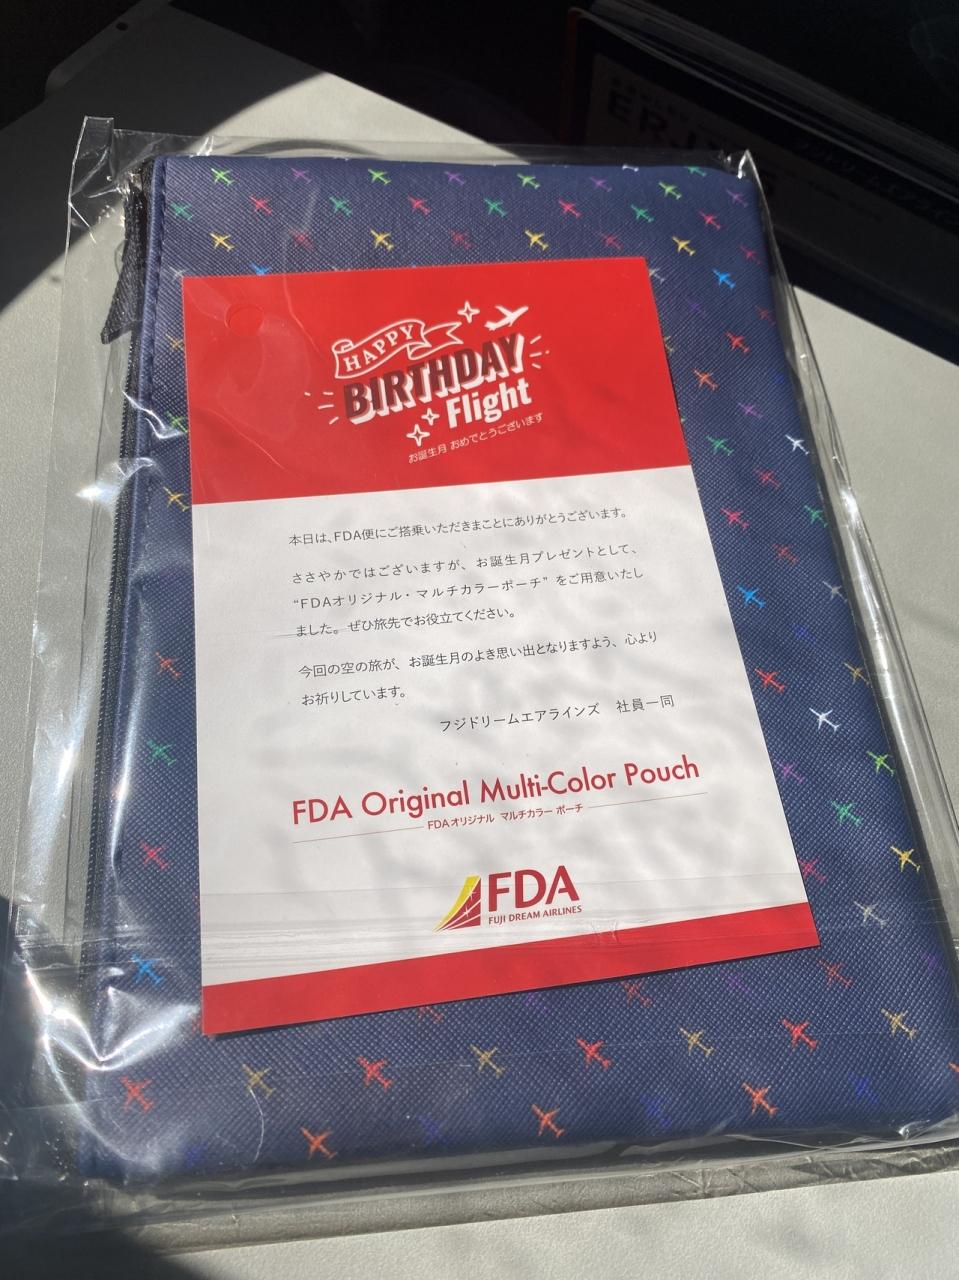 HAPPY
BIRTHDAY
Flight
お誕生月 おめでとうございます
本日は、FDA便にご搭乗いただきまことにありがとうございます。
ささやかではございますが、お誕生月プレゼントとして、
“FDAオリジナル・マルチカラーポーチ” をご用意いたし
ました。ぜひ旅先でお役立てください。
今回の空の旅が、お誕生月のよき思い出となりますよう、心より
お祈りしています。
フジドリームエアラインズ 社員一同
FDA Original Multi-Color Pouch
FDAオリジナル マルチカラー ポーチ
FDA
FUJI DREAM AIRLINES